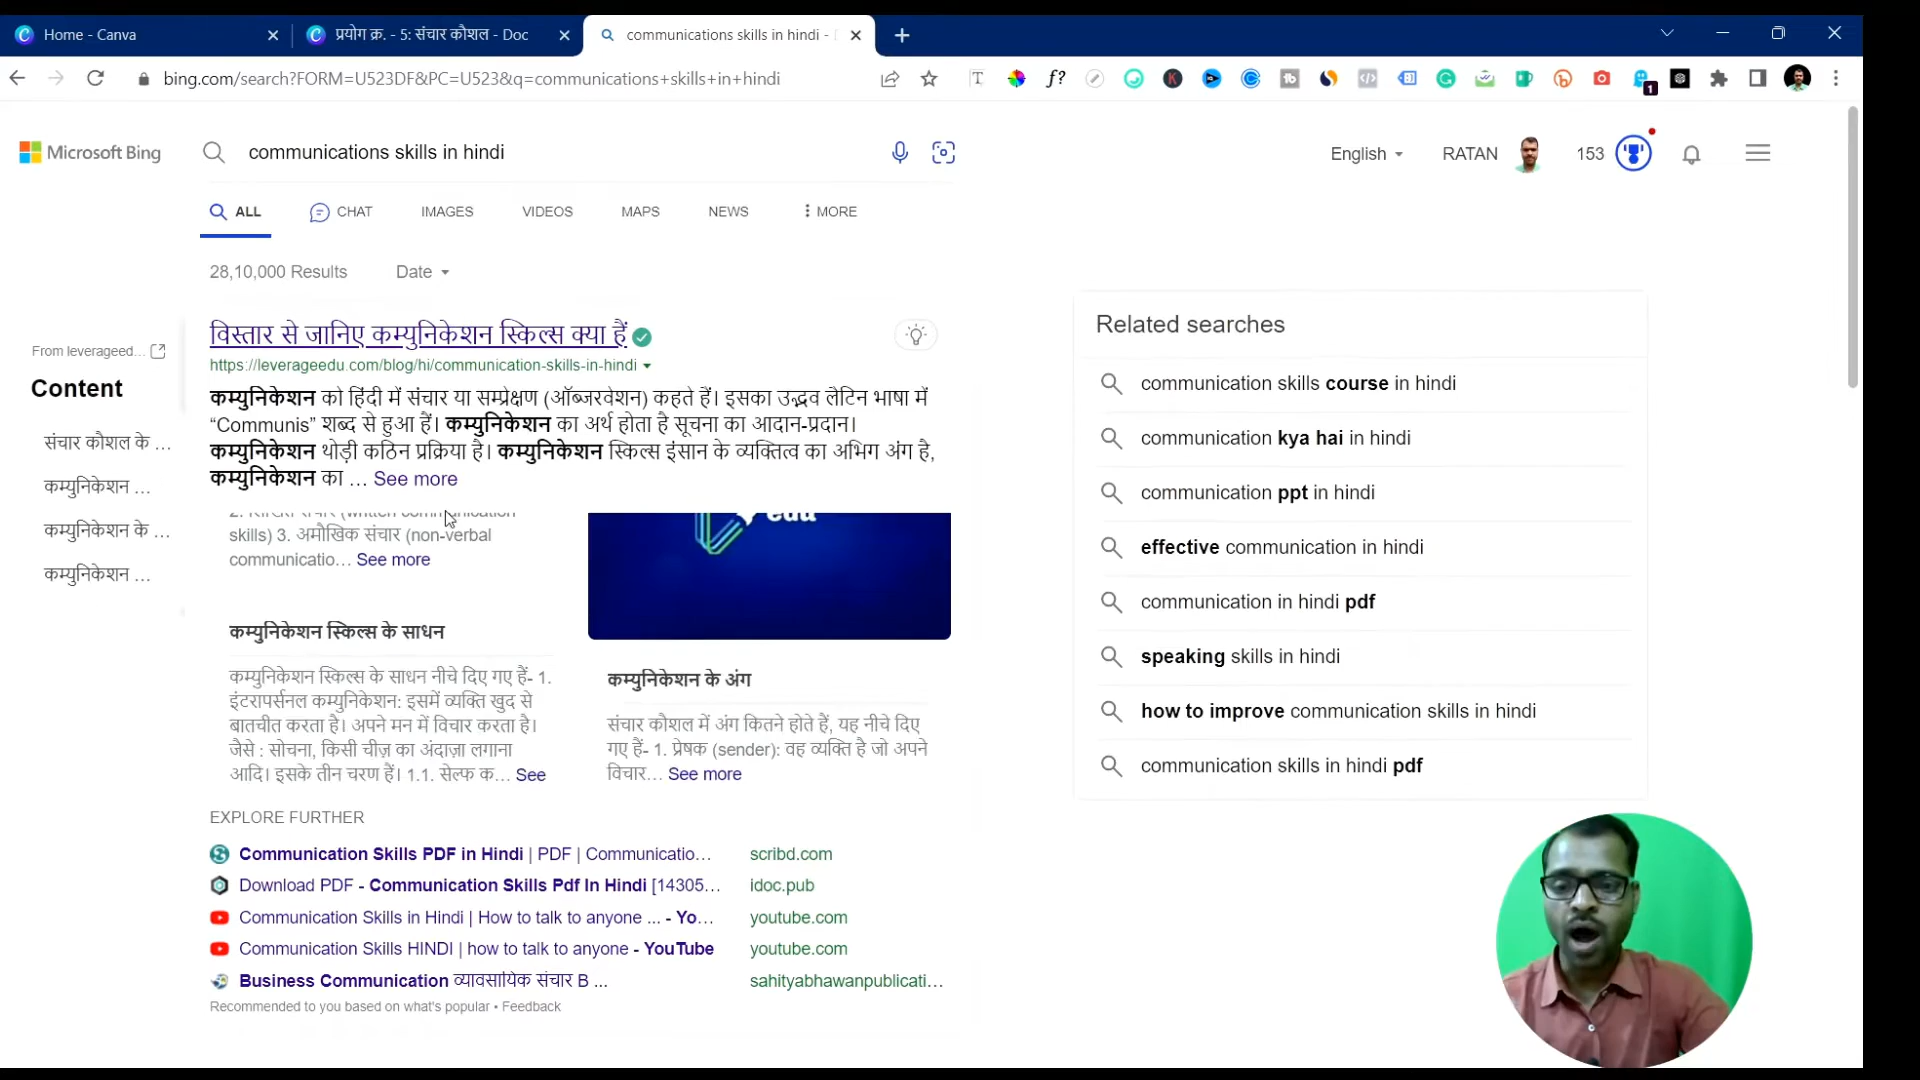 Home - Canva
प्रयोग क्र. - 5: संचार कौशल - Doc
communications skills in hindi -
bing.com/search?FORM=U523DF&PC=U523&q=communications+skills+in+hindi
Microsoft Bing
communications skills in hindi
English
RATAN
153
ALL
CHAT
IMAGES
VIDEOS
MAPS
NEWS
MORE
28,10,000 Results
Date
From leverageed...
Content
संचार कौशल के ...
कम्युनिकेशन ...
कम्युनिकेशन के ...
कम्युनिकेशन ...
विस्तार से जानिए कम्युनिकेशन स्किल्स क्या हैं
https://leverageedu.com/blog/hi/communication-skills-in-hindi
कम्युनिकेशन को हिंदी में संचार या सम्प्रेक्षण (ऑब्जरवेशन) कहते हैं। इसका उद्भव लैटिन भाषा में
“Communis” शब्द से हुआ हैं। कम्युनिकेशन का अर्थ होता है सूचना का आदान-प्रदान।
कम्युनिकेशन थोड़ी कठिन प्रक्रिया है। कम्युनिकेशन स्किल्स इंसान के व्यक्तित्व का अभिग अंग है,
कम्युनिकेशन का ... See more
2. लिखित संचार (written communication
skills) 3. अमौखिक संचार (non-verbal
communicatio... See more
edu
कम्युनिकेशन स्किल्स के साधन
कम्युनिकेशन स्किल्स के साधन नीचे दिए गए हैं- 1.
इंटरापर्सनल कम्युनिकेशन: इसमें व्यक्ति खुद से
बातचीत करता है। अपने मन में विचार करता है।
जैसे : सोचना, किसी चीज़ का अंदाज़ा लगाना
आदि। इसके तीन चरण हैं। 1.1. सेल्फ क... See
कम्युनिकेशन के अंग
संचार कौशल में अंग कितने होते हैं, यह नीचे दिए
गए हैं- 1. प्रेषक (sender): वह व्यक्ति है जो अपने
विचार... See more
EXPLORE FURTHER
Communication Skills PDF in Hindi | PDF | Communicatio... scribd.com
Download PDF - Communication Skills Pdf In Hindi [14305... idoc.pub
Communication Skills in Hindi | How to talk to anyone ... - Yo... youtube.com
Communication Skills HINDI | how to talk to anyone - YouTube youtube.com
Business Communication व्यावसायिक संचार B ... sahityabhawanpublicati...
Recommended to you based on what's popular • Feedback
Related searches
communication skills course in hindi
communication kya hai in hindi
communication ppt in hindi
effective communication in hindi
communication in hindi pdf
speaking skills in hindi
how to improve communication skills in hindi
communication skills in hindi pdf